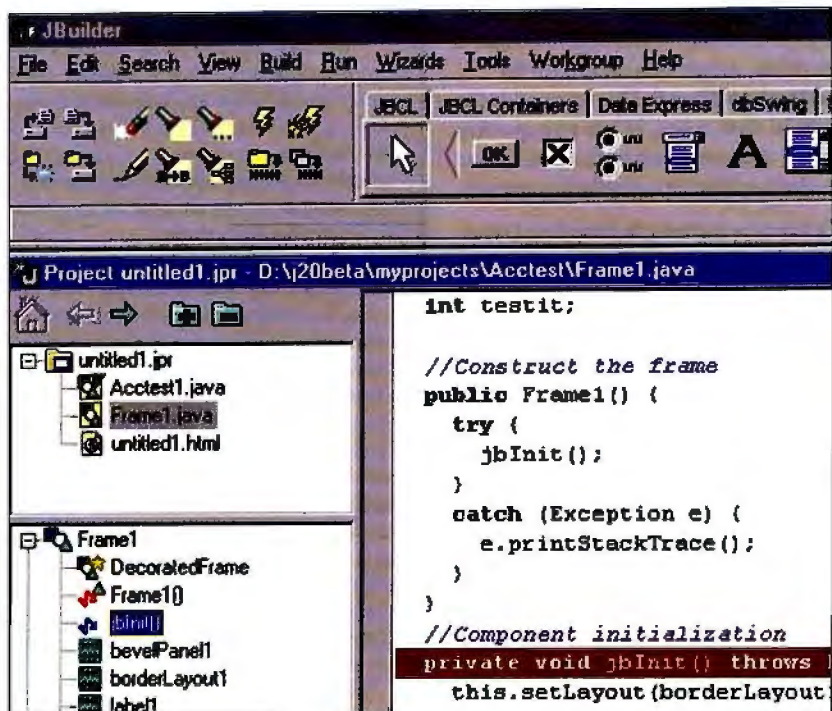 JBuilder
File Edit Search View Build Run Wizards Tools Workgroup Help
JBCL JBCL Containers Data Express dbSwing
OK
A
Project untitled1.jpr - D:\j20beta\myprojects\Acctest\Frame1.java
untitled1.jpr
Acctest1.java
Frame1.java
untitled1.html
Frame1
DecoratedFrame
Frame1()
jbInit()
bevelPanel1
borderLayout1
label1
int testit;
//Construct the frame
public Frame1() {
try {
jbInit();
}
catch (Exception e) {
e.printStackTrace();
}
}
//Component initialization
private void jbInit() throws
this.setLayout(borderLayout